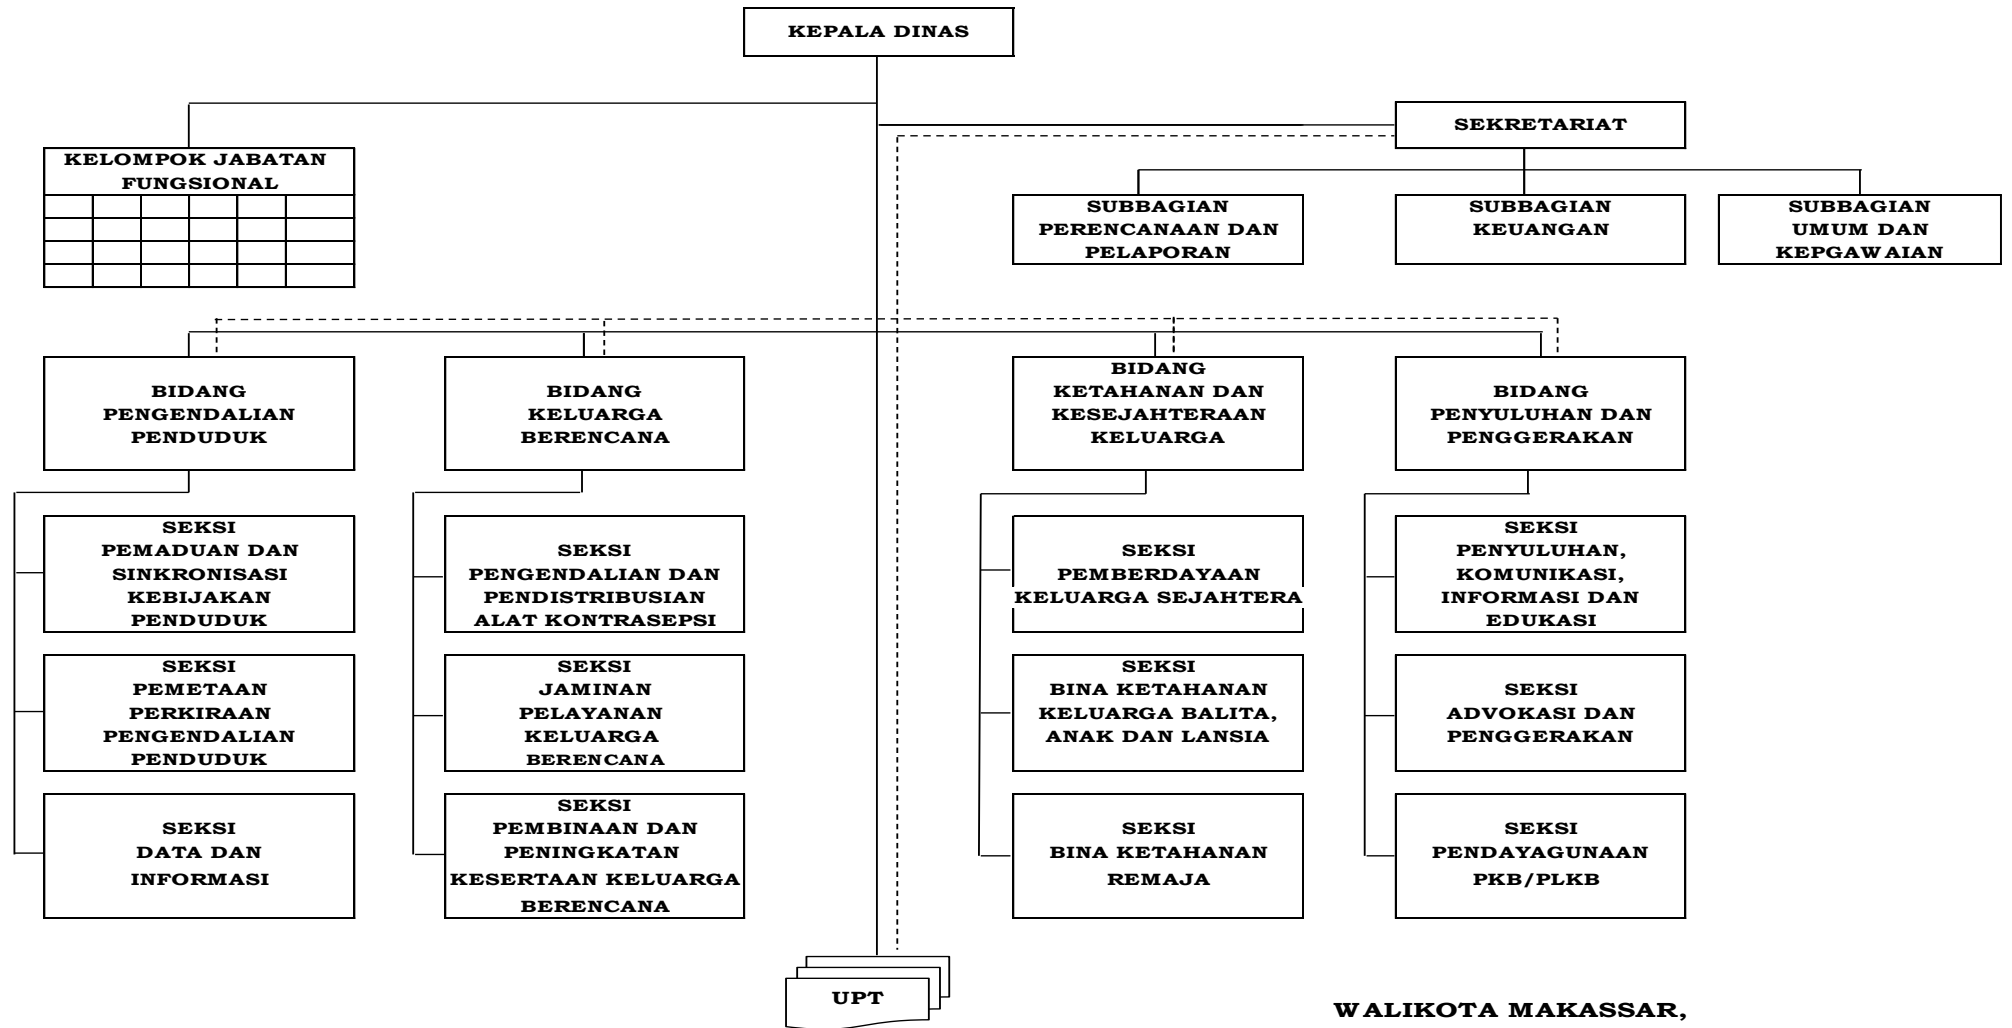 KEPALA DINAS
SEKRETARIAT
KELOMPOK JABATAN
FUNGSIONAL
SUBBAGIAN
PERENCANAAN DAN
PELAPORAN
SUBBAGIAN
KEUANGAN
SUBBAGIAN
UMUM DAN
KEPGAWAIAN
BIDANG
PENGENDALIAN
PENDUDUK
BIDANG
KELUARGA
BERENCANA
BIDANG
KETAHANAN DAN
KESEJAHTERAAN
KELUARGA
BIDANG
PENYULUHAN DAN
PENGGERAKAN
SEKSI
PEMADUAN DAN
SINKRONISASI
KEBIJAKAN
PENDUDUK
SEKSI
PENGENDALIAN DAN
PENDISTRIBUSIAN
ALAT KONTRASEPSI
SEKSI
PEMBERDAYAAN
KELUARGA SEJAHTERA
SEKSI
PENYULUHAN,
KOMUNIKASI,
INFORMASI DAN
EDUKASI
SEKSI
PEMETAAN
PERKIRAAN
PENGENDALIAN
PENDUDUK
SEKSI
JAMINAN
PELAYANAN
KELUARGA
BERENCANA
SEKSI
BINA KETAHANAN
KELUARGA BALITA,
ANAK DAN LANSIA
SEKSI
ADVOKASI DAN
PENGGERAKAN
SEKSI
DATA DAN
INFORMASI
SEKSI
PEMBINAAN DAN
PENINGKATAN
KESERTAAN KELUARGA
BERENCANA
SEKSI
BINA KETAHANAN
REMAJA
SEKSI
PENDAYAGUNAAN
PKB/PLKB
UPT
WALIKOTA MAKASSAR,